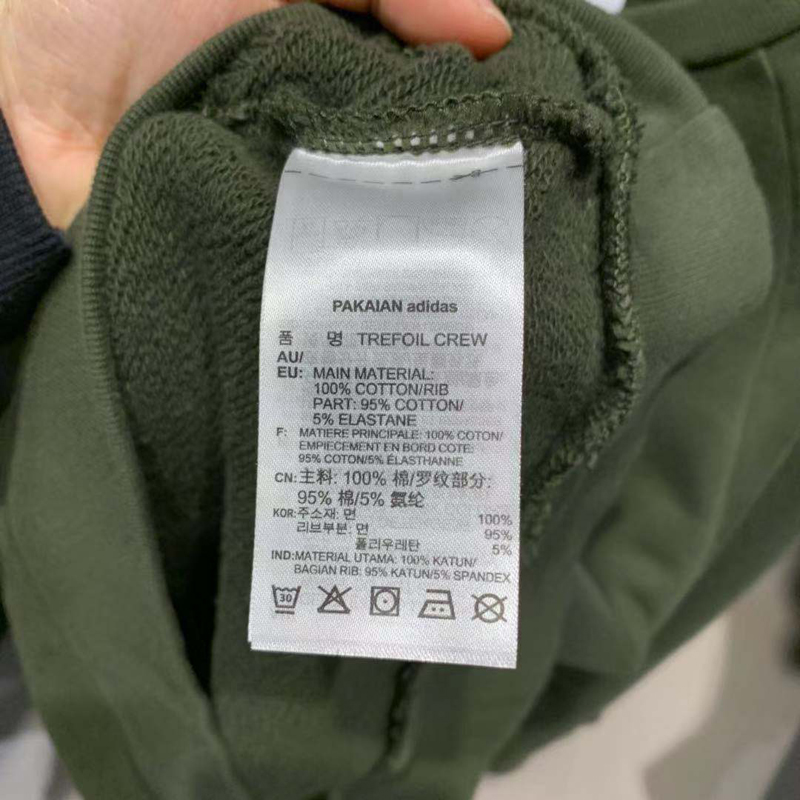 PAKAIAN adidas
품 명 TREFOIL CREW
AU/
EU: MAIN MATERIAL:
100% COTTON/RIB
PART: 95% COTTON/
5% ELASTANE
F: MATIERE PRINCIPALE: 100% COTON/
EMPIECEMENT EN BORD COTE:
95% COTON/5% ÉLASTHANNE
CN: 主料: 100% 棉/罗纹部分:
95% 棉/5% 氨纶
KOR: 주소재: 면 100%
리브부분: 면 95%
폴리우레탄 5%
IND: MATERIAL UTAMA: 100% KATUN/
BAGIAN RIB: 95% KATUN/5% SPANDEX
30